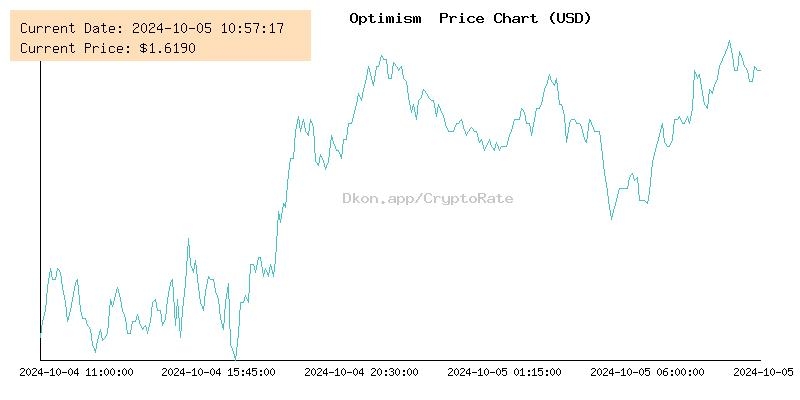 Optimism  Price Chart (USD)
Current Date: 2024-10-05 10:57:17
Current Price: $1.6190
Dkon.app/CryptoRate
2024-10-04 11:00:00 2024-10-04 15:45:00 2024-10-04 20:30:00 2024-10-05 01:15:00 2024-10-05 06:00:00 2024-10-05